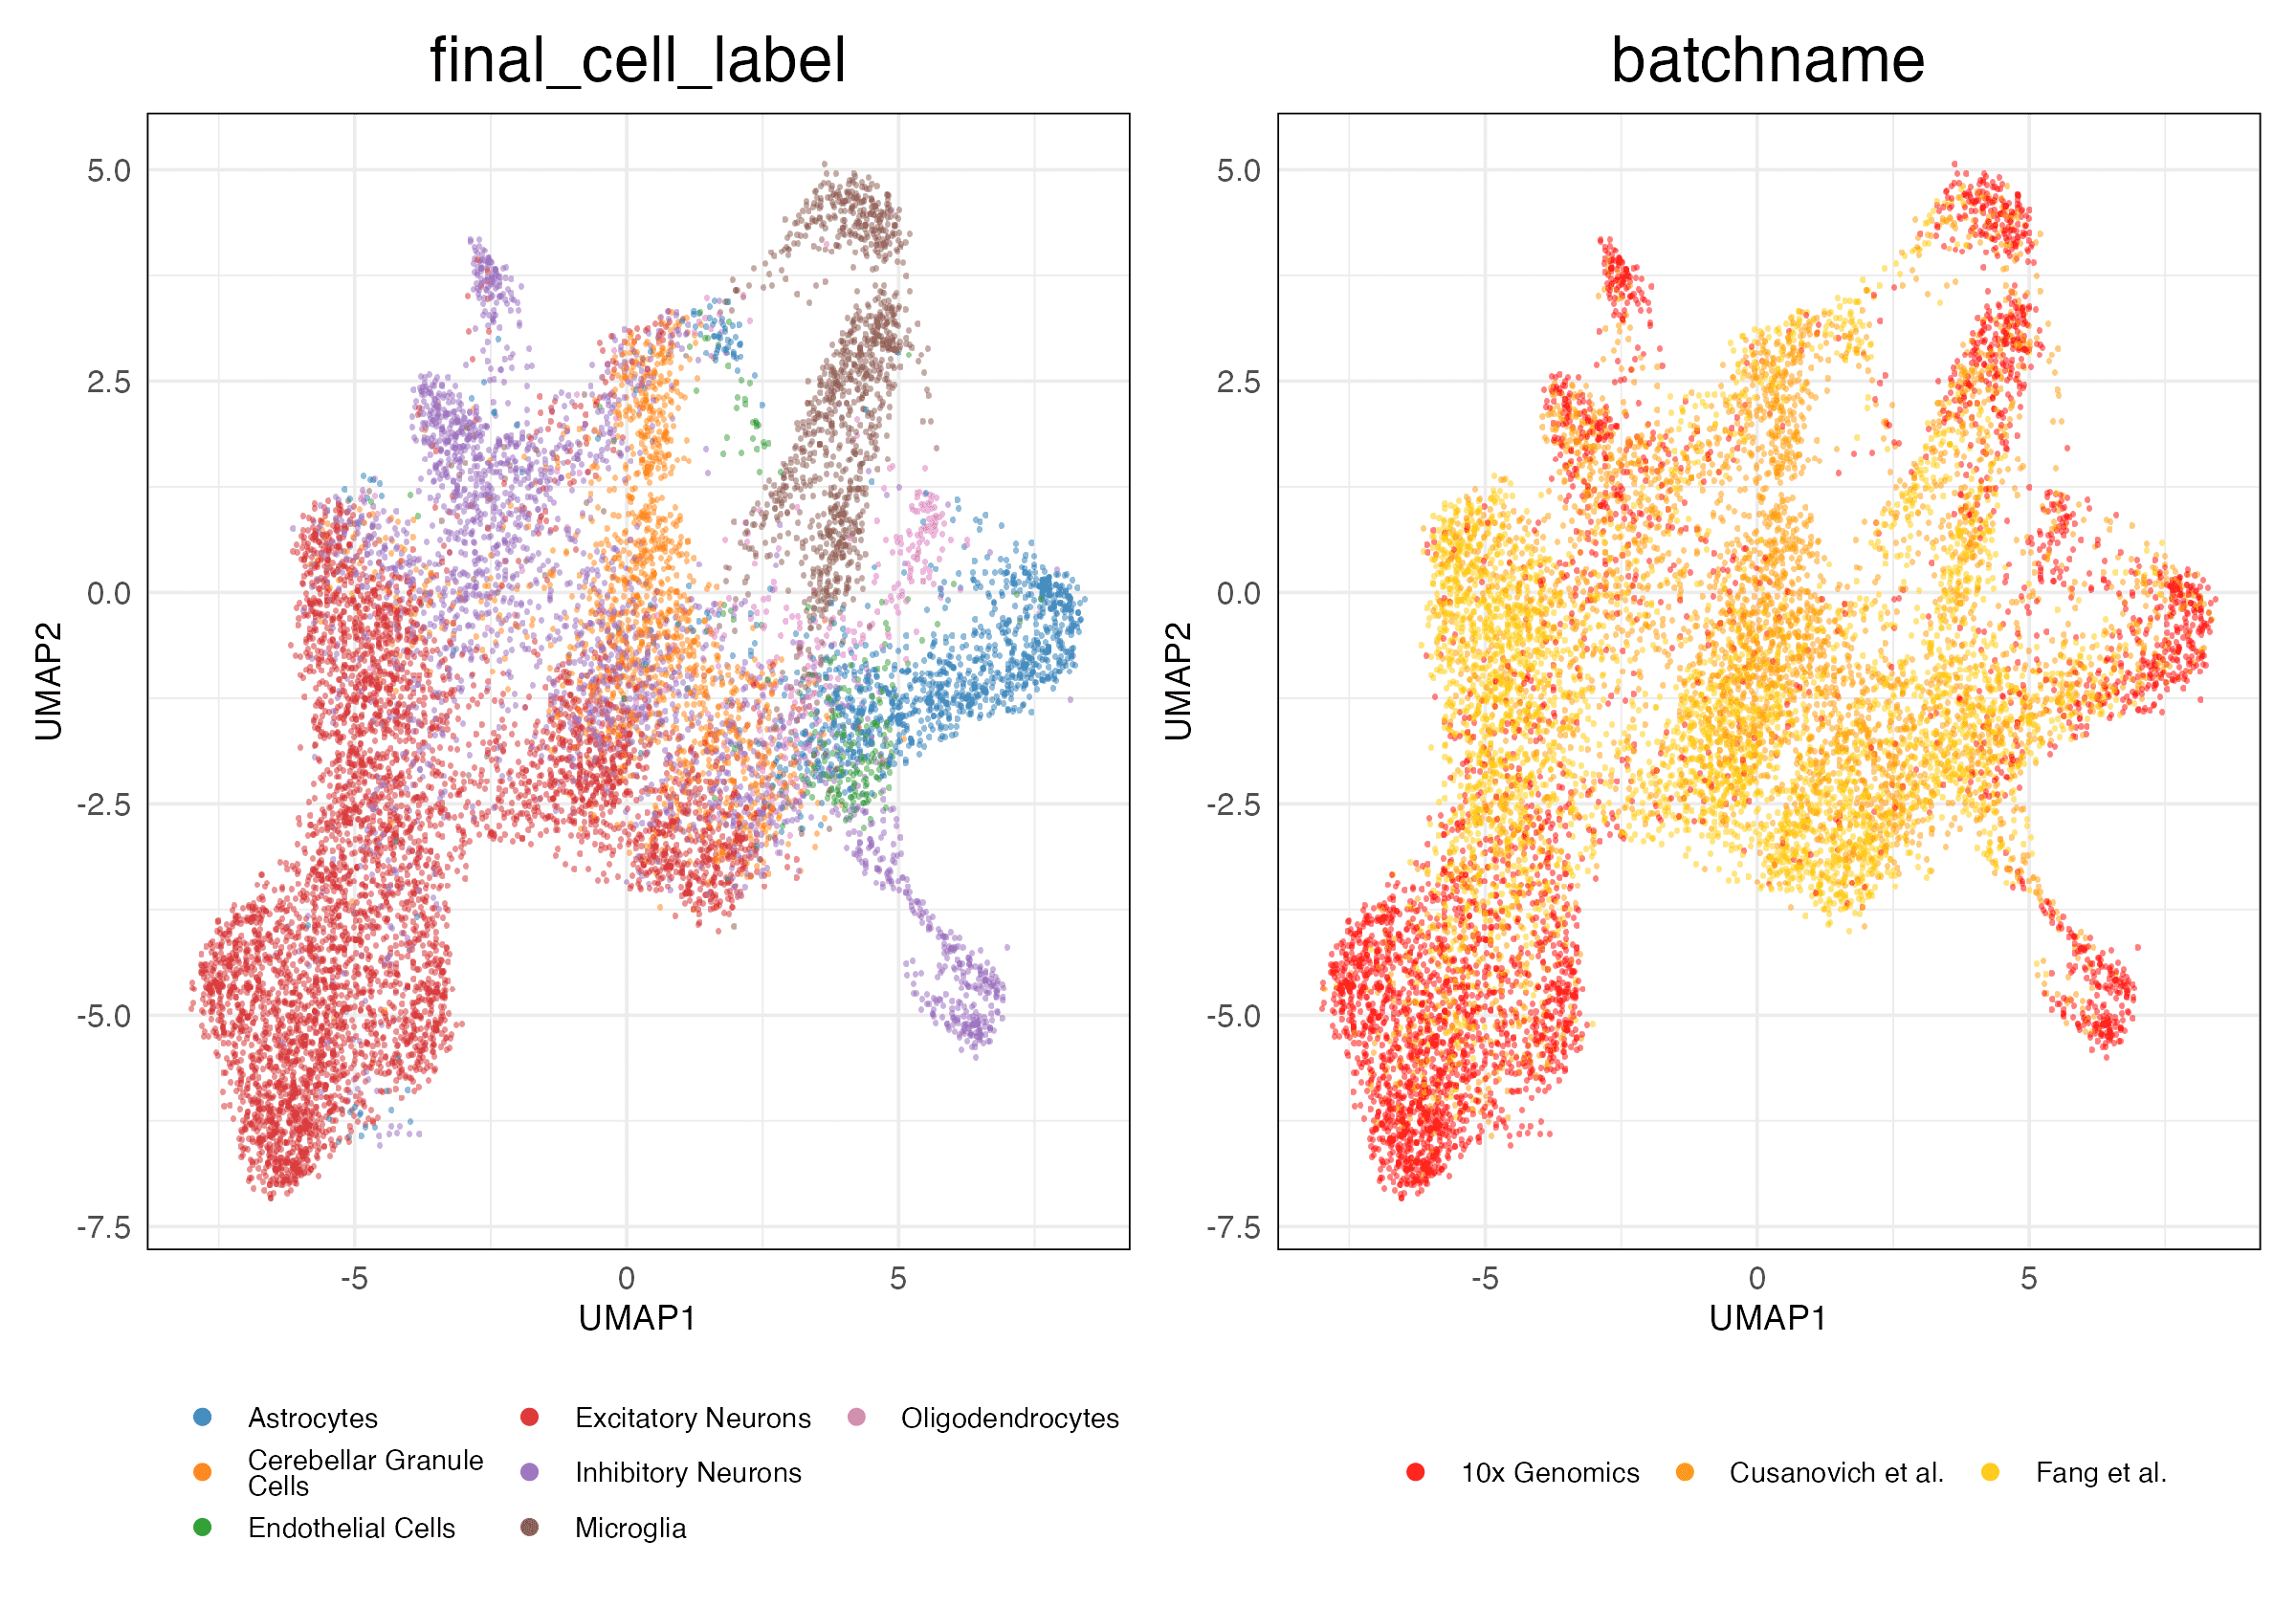 final_cell_label
batchname
5.0
2.5
0.0
-2.5
-5.0
-7.5
UMAP2
-5
0
5
UMAP1
5.0
2.5
0.0
-2.5
-5.0
-7.5
UMAP2
-5
0
5
UMAP1
Astrocytes
Cerebellar Granule
Cells
Endothelial Cells
Excitatory Neurons
Inhibitory Neurons
Microglia
Oligodendrocytes
10x Genomics
Cusanovich et al.
Fang et al.